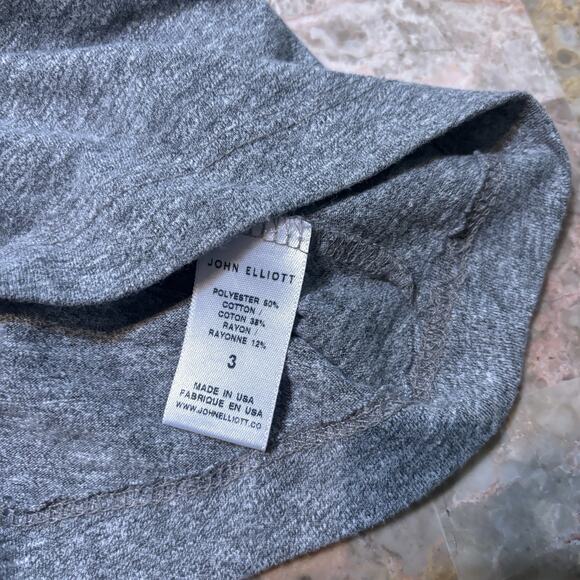 JOHN ELLIOTT
POLYESTER 50%
COTTON /
COTON 38%
RAYON /
RAYONNE 12%
3
MADE IN USA
FABRIQUE EN USA
WWW.JOHNELLIOTT.CO